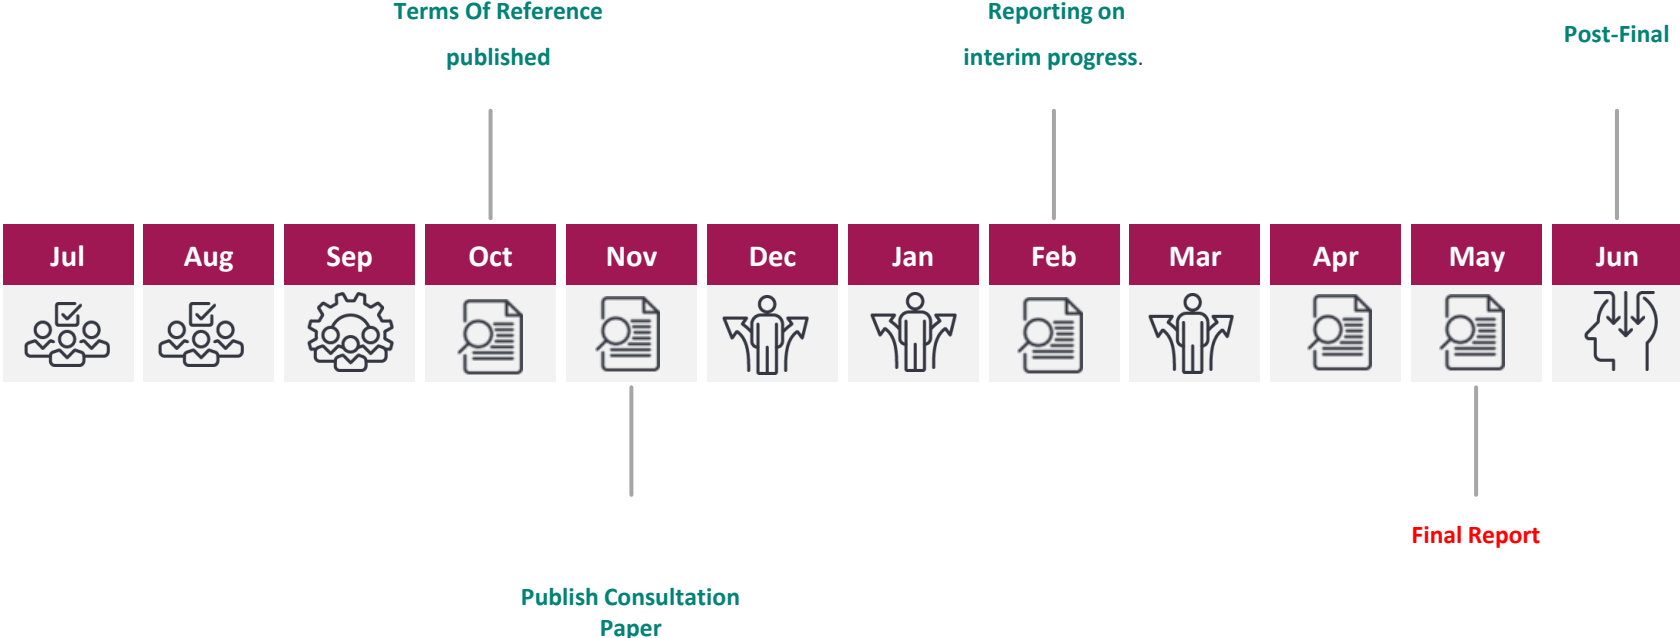 Terms Of Reference
published
Reporting on
interim progress.
Post-Final
Jul
Aug
Sep
Oct
Nov
Dec
Jan
Feb
Mar
Apr
May
Jun
Final Report
Publish Consultation
Paper